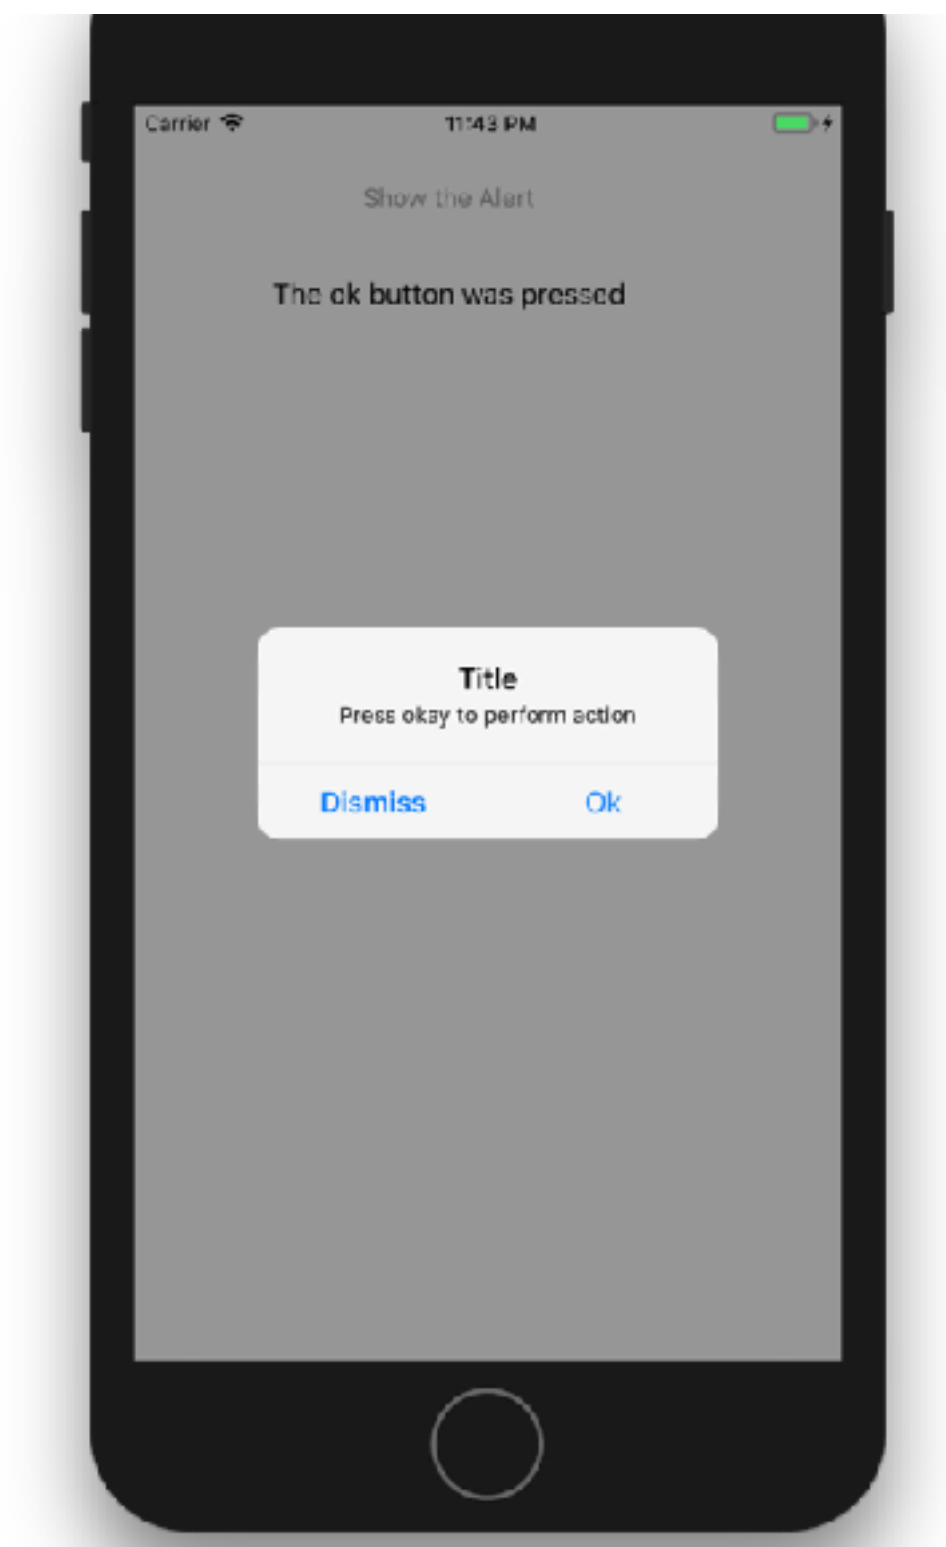 Carrier
11:43 PM
Show the Alert
The ok button was pressed
Title
Press okay to perform action
Dismiss
Ok